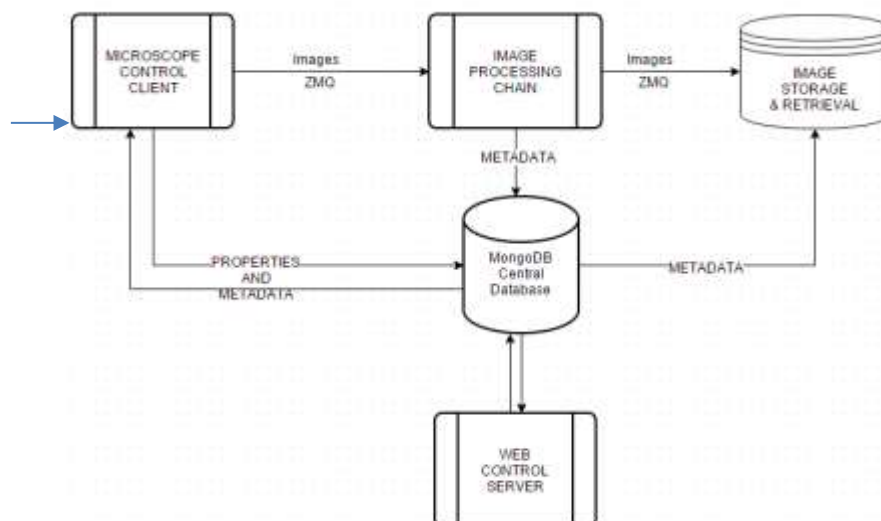 MICROSCOPE
CONTROL
CLIENT
Images
ZMQ
IMAGE
PROCESSING
CHAIN
Images
ZMQ
IMAGE
STORAGE
& RETRIEVAL
METADATA
PROPERTIES
AND
METADATA
MongoDB
Central
Database
METADATA
WEB
CONTROL
SERVER